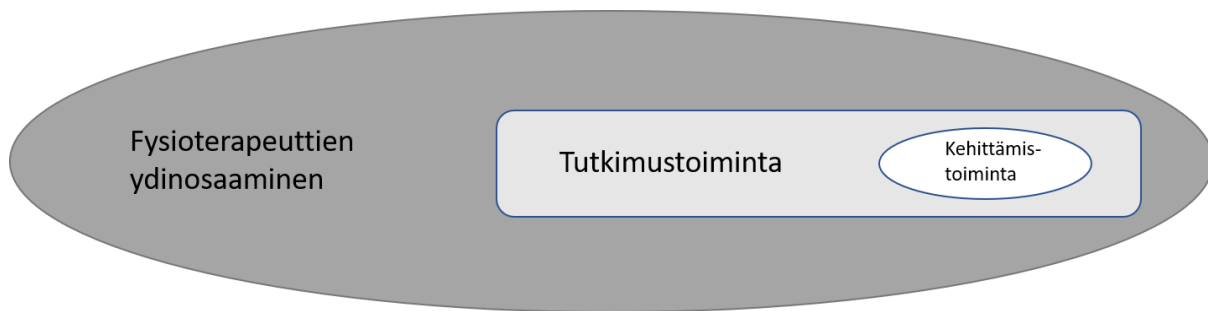 Fysioterapeuttien
ydinosaaminen
Tutkimustoiminta
Kehittämis-
toiminta